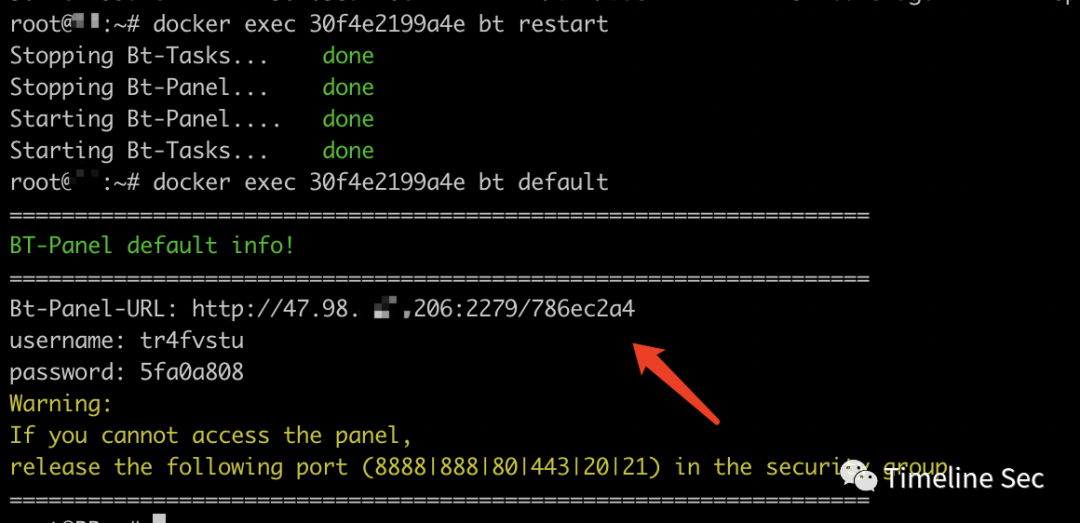 root@ :~# docker exec 30f4e2199a4e bt restart
Stopping Bt-Tasks... done
Stopping Bt-Panel... done
Starting Bt-Panel.... done
Starting Bt-Tasks... done
root@ :~# docker exec 30f4e2199a4e bt default
==================================================================
BT-Panel default info!
==================================================================
Bt-Panel-URL: http://47.98. ,206:2279/786ec2a4
username: tr4fvstu
password: 5fa0a808
Warning:
If you cannot access the panel,
release the following port (8888|888|80|443|20|21) in the security group
==================================================================
Timeline Sec